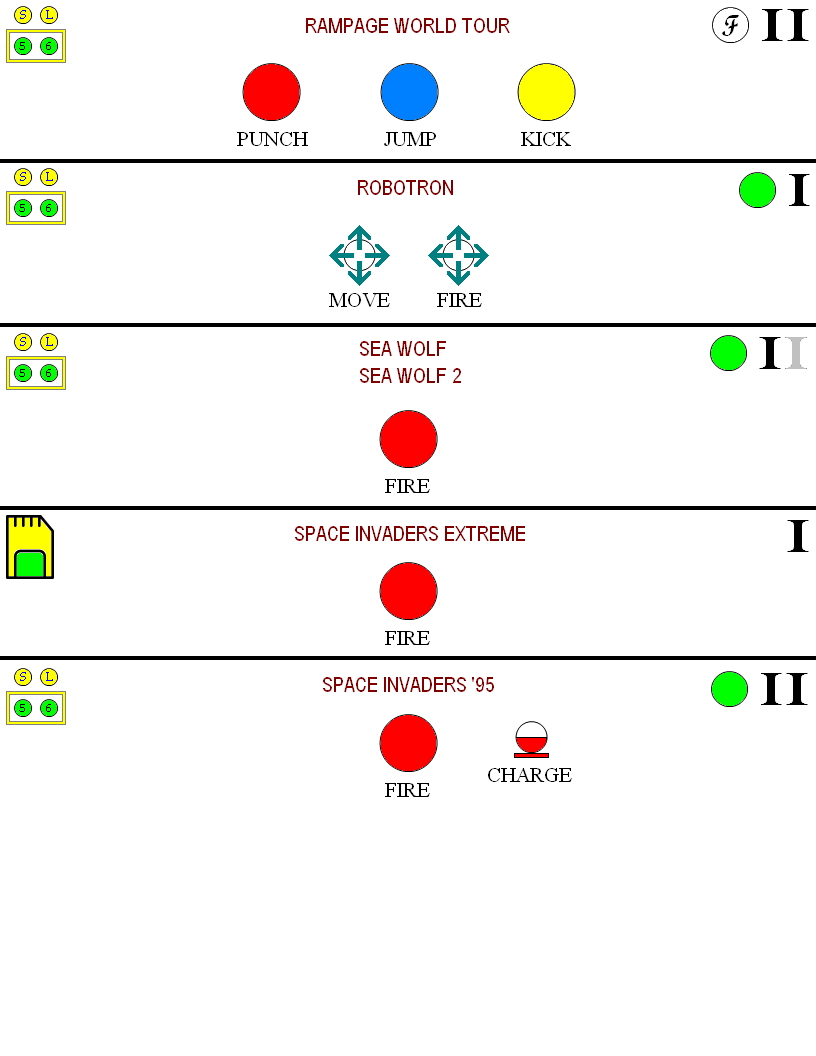 S L
RAMPAGE WORLD TOUR
ℱ II
5 6
PUNCH JUMP KICK
S L
ROBOTRON
I
5 6
MOVE FIRE
S L
SEA WOLF
II
5 6
SEA WOLF 2
FIRE
SPACE INVADERS EXTREME
I
FIRE
S L
SPACE INVADERS '95
II
5 6
FIRE
CHARGE